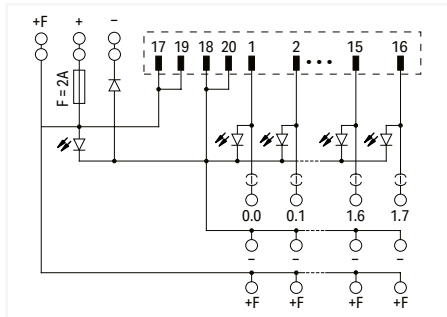 +F + −
17 19 18 20 1 2 ••• 15 16
F = 2A
0.0 0.1 1.6 1.7
− − − −
+F +F +F +F